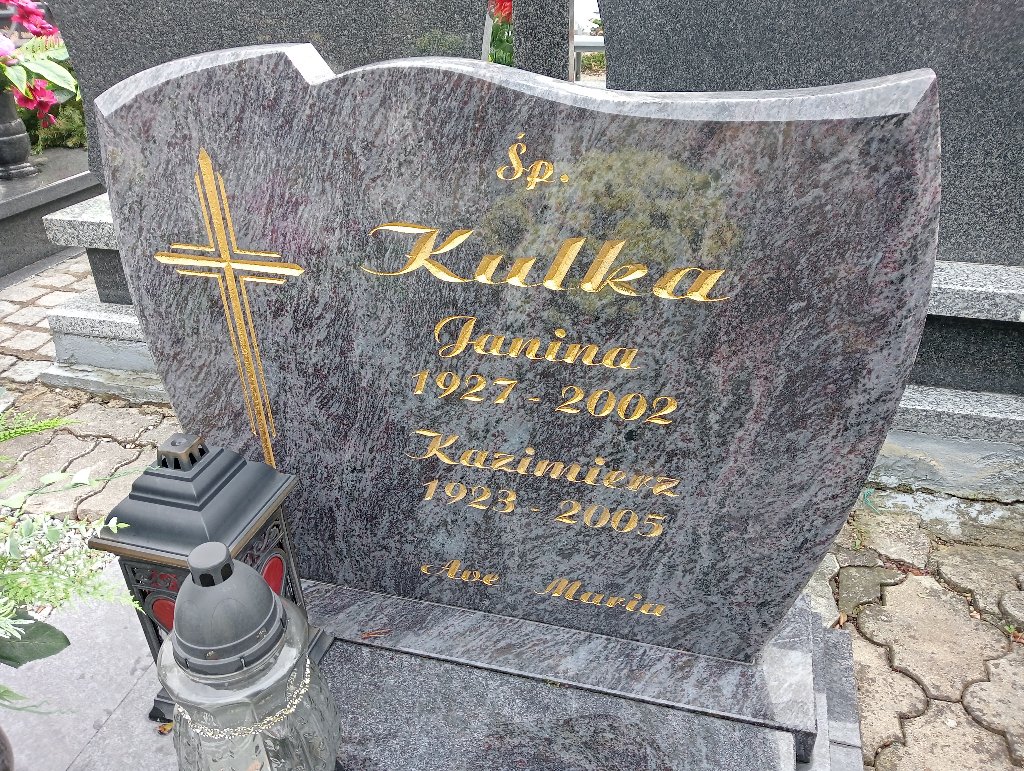 Śp.
Kulka
Janina
1927 - 2002
Kazimierz
1923 - 2005
Ave Maria